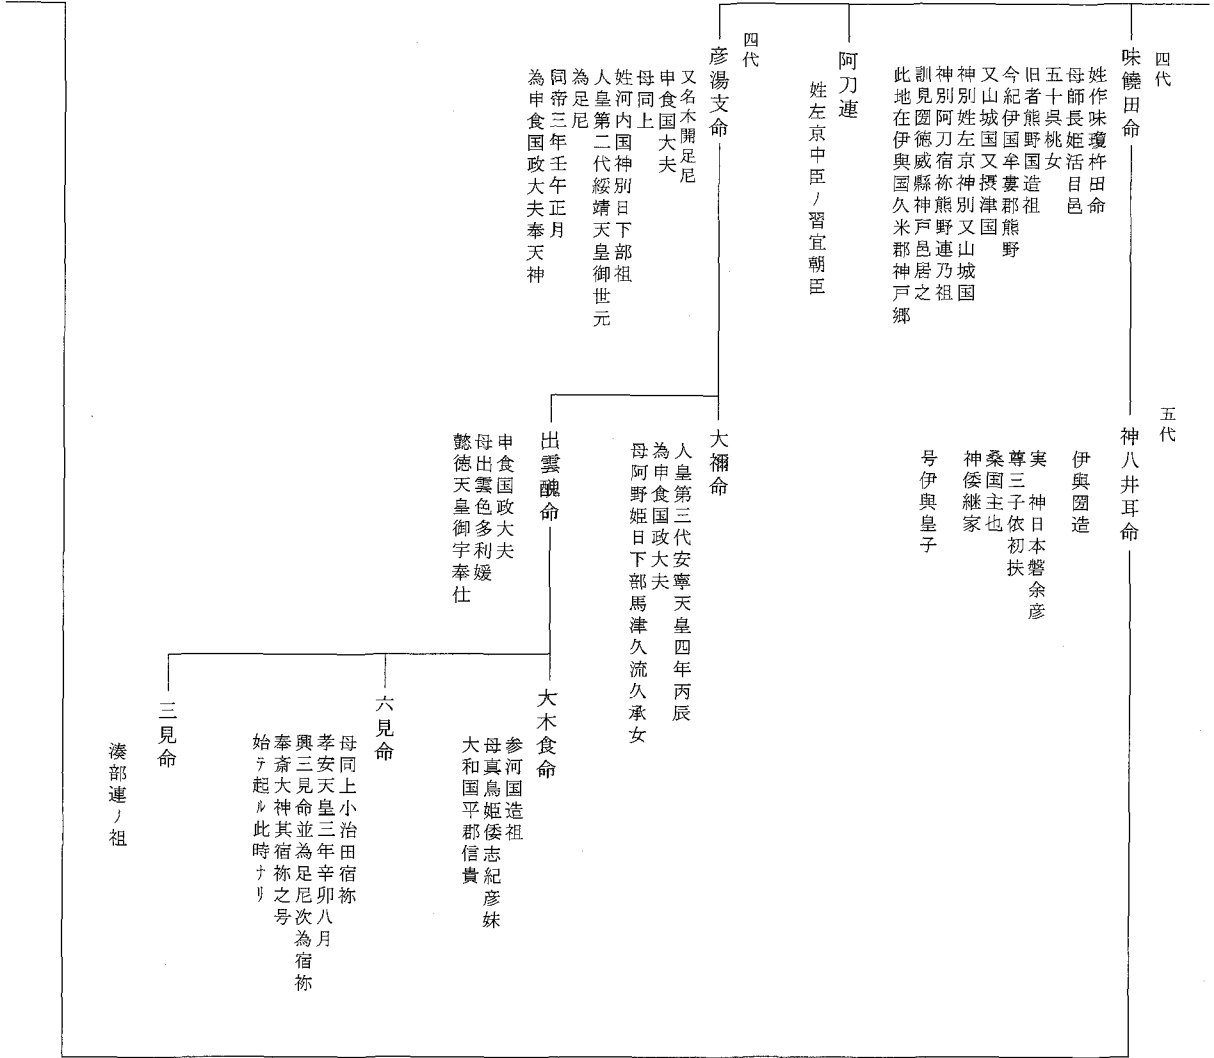 四代
味饒田命
姓作味瓊杵田命
母師長姫活目邑
五十呉桃女
旧者熊野国造祖
今紀伊国牟婁郡熊野
又山城国又摂津国
神別姓左京神別又山城国
神別阿刀宿祢熊野連乃祖
訓見圀徳威縣神戸邑居之
此地在伊與国久米郡神戸郷
阿刀連
姓左京中臣ノ習宜朝臣
四代
彦湯支命
又名木開足尼
申食国大夫
母同上
姓河内国神別日下部祖
人皇第二代綏靖天皇御世元
為足尼
同帝三年壬午正月
為申食国政大夫奉天神
五代
神八井耳命
伊與圀造
実　神日本磐余彦
尊三子依初扶
桑国主也
神倭継家
号伊與皇子
大禰命
人皇第三代安寧天皇四年丙辰
為申食国政大夫
母阿野姫日下部馬津久流久承女
出雲醜命
申食国政大夫
母出雲色多利媛
懿徳天皇御宇奉仕
大木食命
参河国造祖
母真鳥姫倭志紀彦妹
大和国平郡信貴
六見命
母同上小治田宿祢
孝安天皇三年辛卯八月
興三見命並為足尼次為宿祢
奉斎大神其宿祢之号
始テ起ル此時ナリ
三見命
湊部連ノ祖